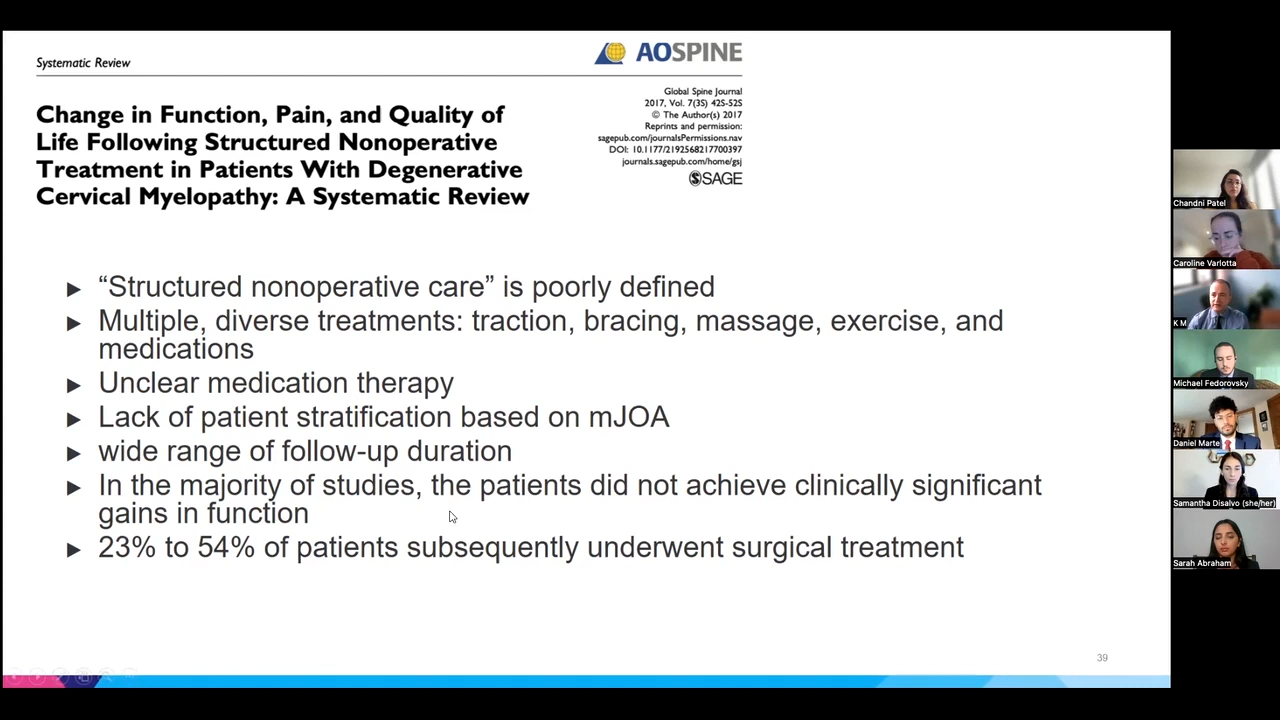 Systematic Review
AOSPINE
Change in Function, Pain, and Quality of
Life Following Structured Nonoperative
Treatment in Patients With Degenerative
Cervical Myelopathy: A Systematic Review
Global Spine Journal
2017, Vol. 7(3S) 42S-52S
© The Author(s) 2017
Reprints and permission:
sagepub.com/journalsPermissions.nav
DOI: 10.1177/2192568217700397
journals.sagepub.com/home/gsj
SAGE
► “Structured nonoperative care” is poorly defined
► Multiple, diverse treatments: traction, bracing, massage, exercise, and
medications
► Unclear medication therapy
► Lack of patient stratification based on mJOA
► wide range of follow-up duration
► In the majority of studies, the patients did not achieve clinically significant
gains in function
► 23% to 54% of patients subsequently underwent surgical treatment
39
Chandni Patel
Caroline Varlotta
K M
Michael Fedorovsky
Daniel Marte
Samantha Disalvo (she/her)
Sarah Abraham